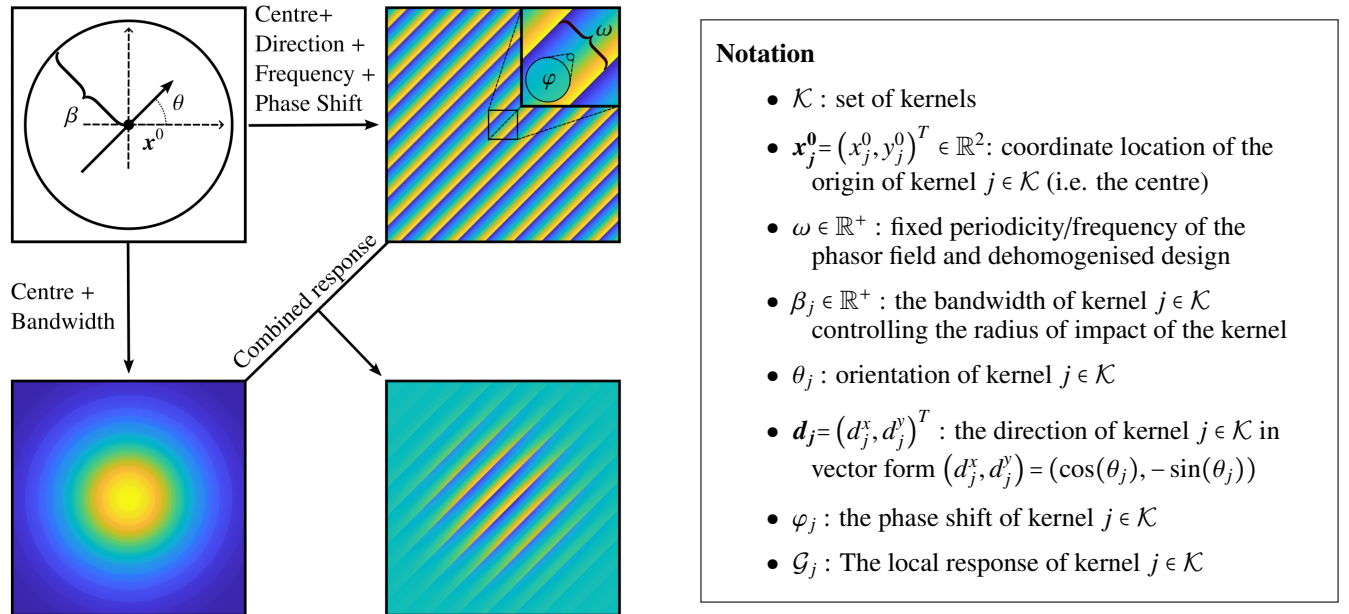 Centre+
Direction +
Frequency +
Phase Shift
β
θ
x⁰
ω
φ
Centre +
Bandwidth
Combined response
Notation
• 𝒦 : set of kernels
• x_j^0 = (x_j^0, y_j^0)^T ∈ ℝ²: coordinate location of the
origin of kernel j ∈ 𝒦 (i.e. the centre)
• ω ∈ ℝ⁺ : fixed periodicity/frequency of the
phasor field and dehomogenised design
• β_j ∈ ℝ⁺ : the bandwidth of kernel j ∈ 𝒦
controlling the radius of impact of the kernel
• θ_j : orientation of kernel j ∈ 𝒦
• d_j = (d_j^x, d_j^y)^T : the direction of kernel j ∈ 𝒦 in
vector form (d_j^x, d_j^y) = (cos(θ_j), − sin(θ_j))
• φ_j : the phase shift of kernel j ∈ 𝒦
• 𝒢_j : The local response of kernel j ∈ 𝒦